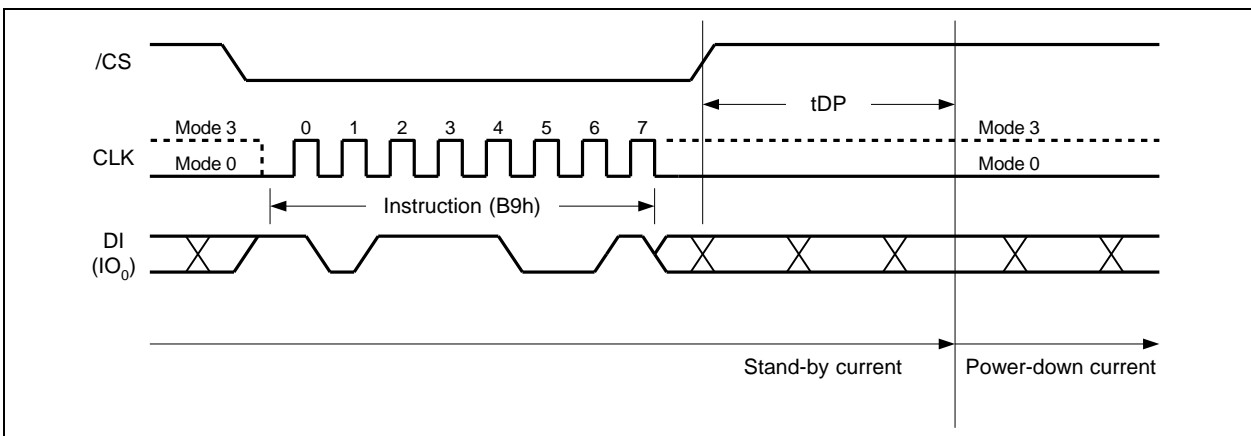 /CS
tDP
Mode 3
0 1 2 3 4 5 6 7
Mode 3
CLK
Mode 0
Mode 0
Instruction (B9h)
DI
(IO₀)
Stand-by current
Power-down current